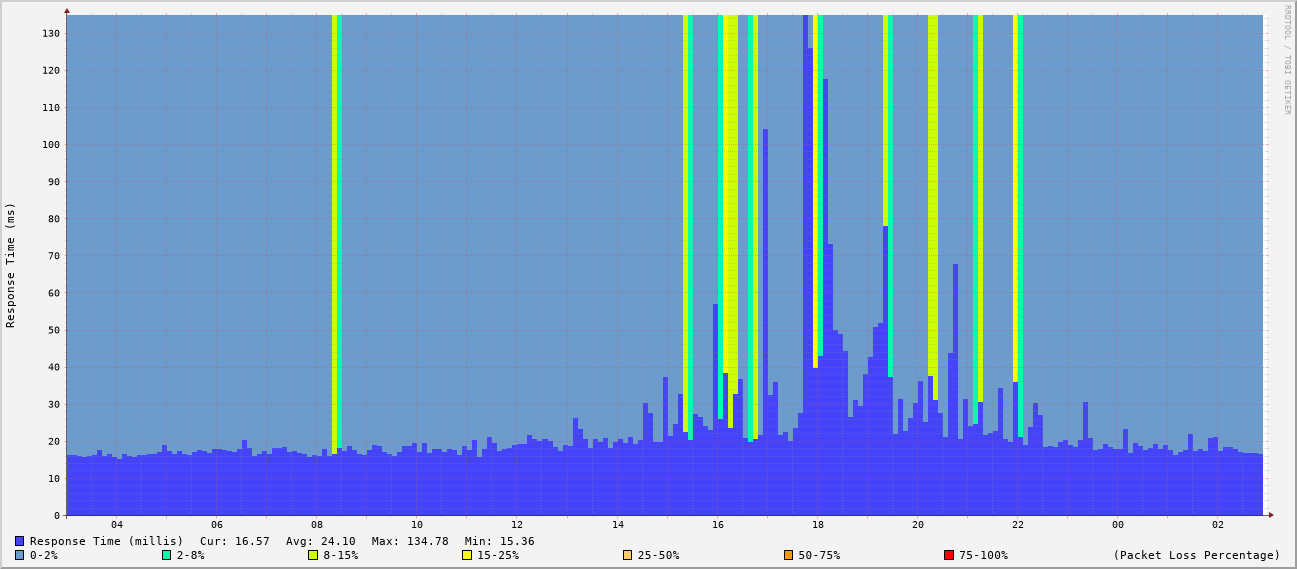 RRDTOOL / TOBI OETIKER
Response Time (ms)
130
120
110
100
90
80
70
60
50
40
30
20
10
0
04 06 08 10 12 14 16 18 20 22 00 02
Response Time (millis) Cur: 16.57 Avg: 24.10 Max: 134.78 Min: 15.36
0-2% 2-8% 8-15% 15-25% 25-50% 50-75% 75-100% (Packet Loss Percentage)